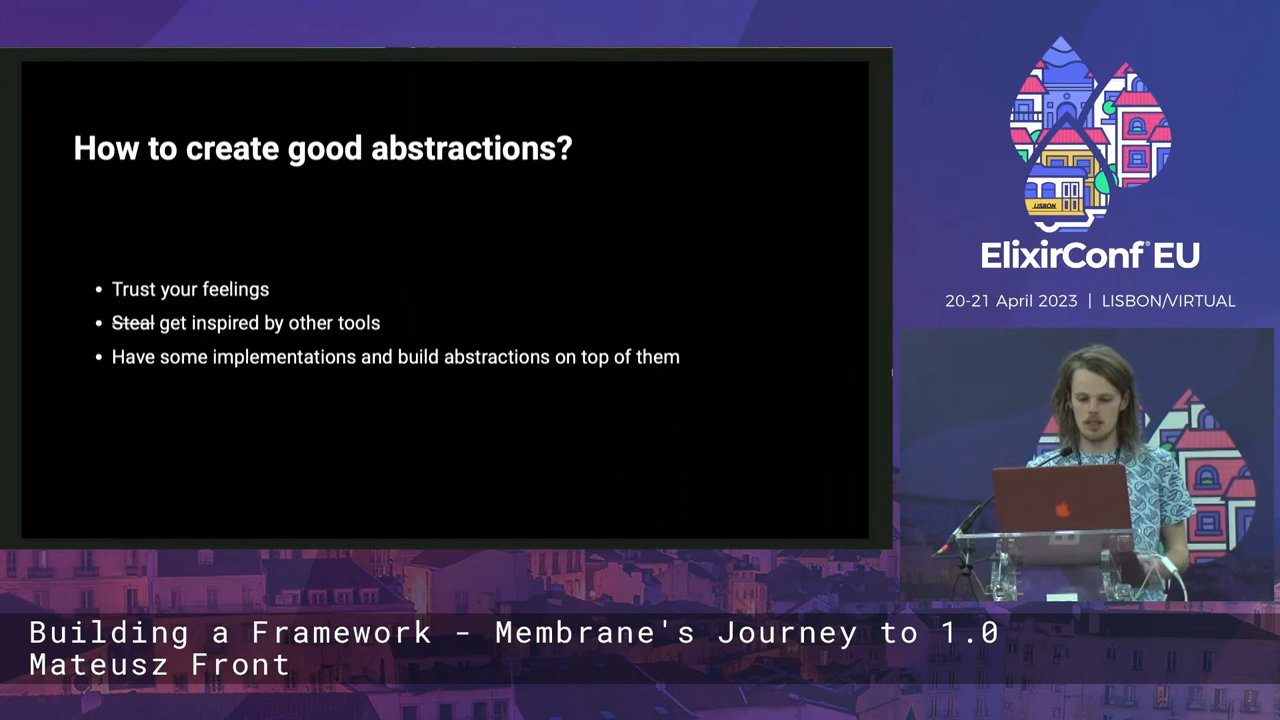 How to create good abstractions?
• Trust your feelings
• Steal get inspired by other tools
• Have some implementations and build abstractions on top of them
LISBON
ElixirConf® EU
20-21 April 2023 | LISBON/VIRTUAL
Building a Framework - Membrane's Journey to 1.0
Mateusz Front